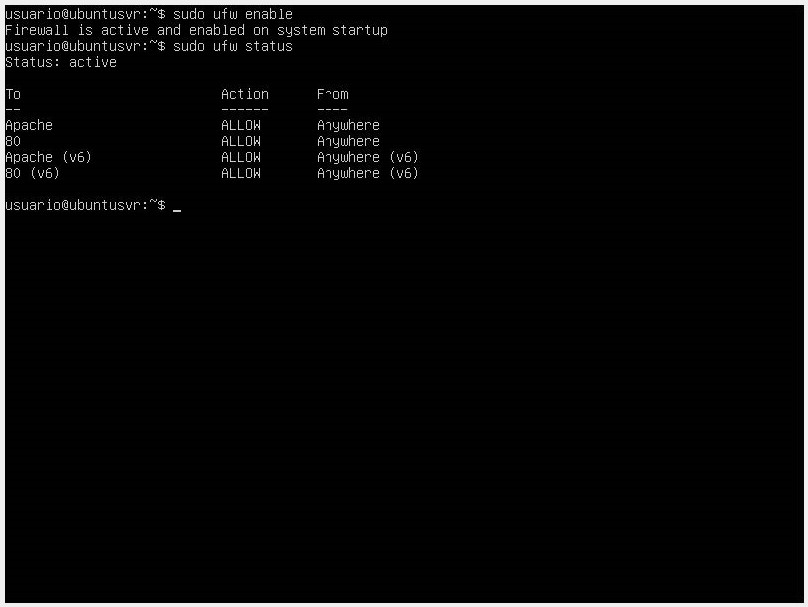 usuario@ubuntusvr:~$ sudo ufw enable
Firewall is active and enabled on system startup
usuario@ubuntusvr:~$ sudo ufw status
Status: active
To Action From
-- ------ ----
Apache ALLOW Anywhere
80 ALLOW Anywhere
Apache (v6) ALLOW Anywhere (v6)
80 (v6) ALLOW Anywhere (v6)
usuario@ubuntusvr:~$ _